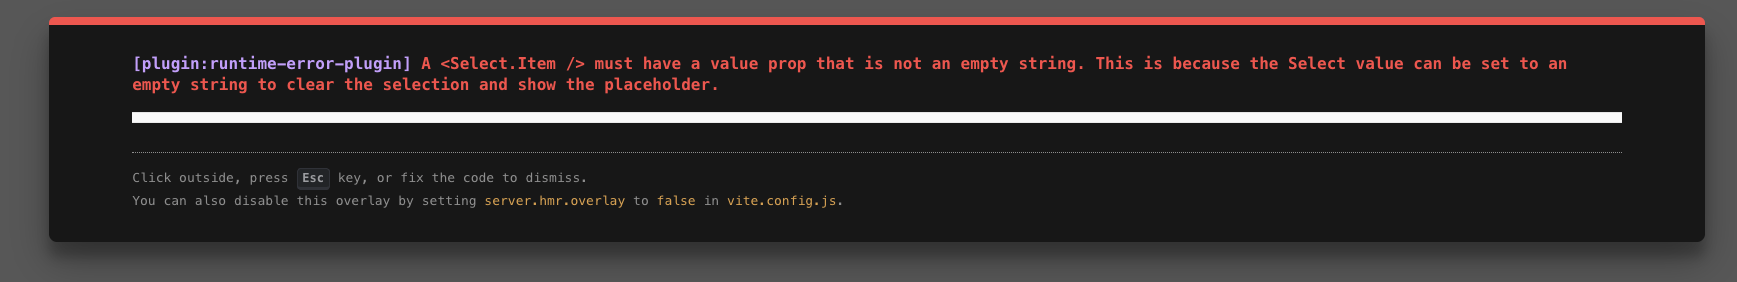 [plugin:runtime-error-plugin] A <Select.Item /> must have a value prop that is not an empty string. This is because the Select value can be set to an
empty string to clear the selection and show the placeholder.
Click outside, press Esc key, or fix the code to dismiss.
You can also disable this overlay by setting server.hmr.overlay to false in vite.config.js.